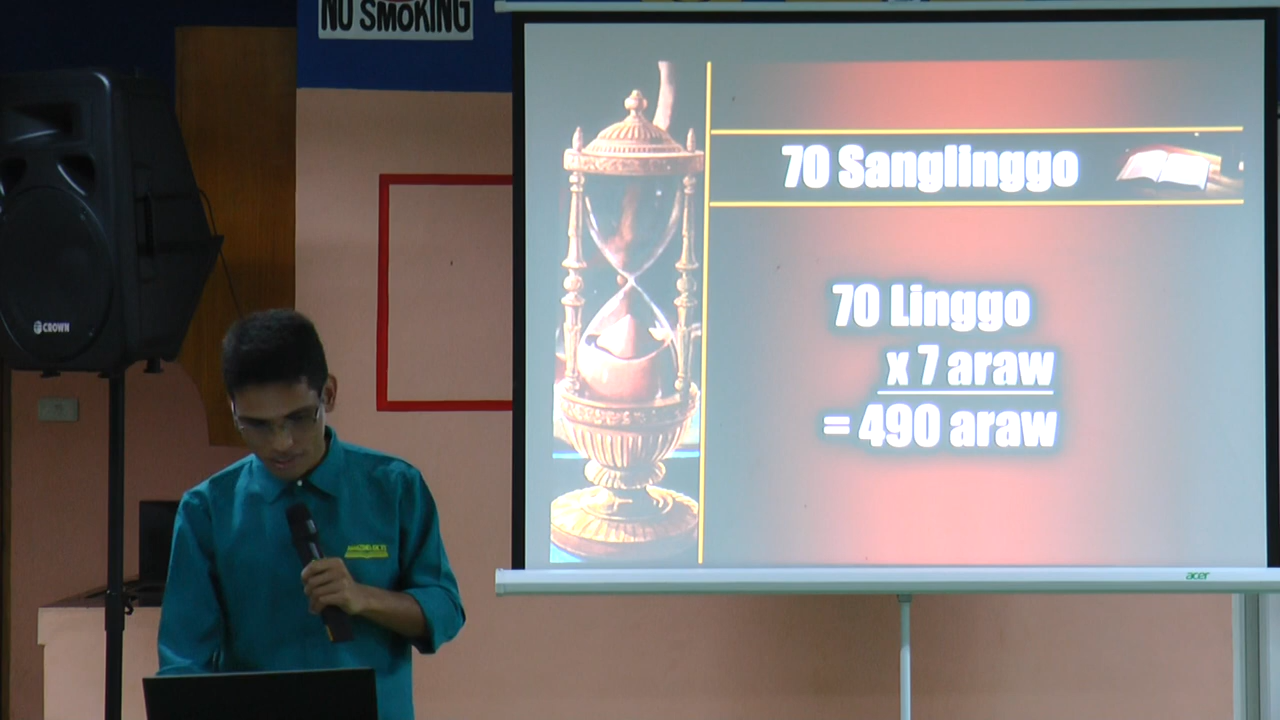 NO SMOKING
70 Sanglinggo
70 Linggo
x 7 araw
= 490 araw
CROWN
acer